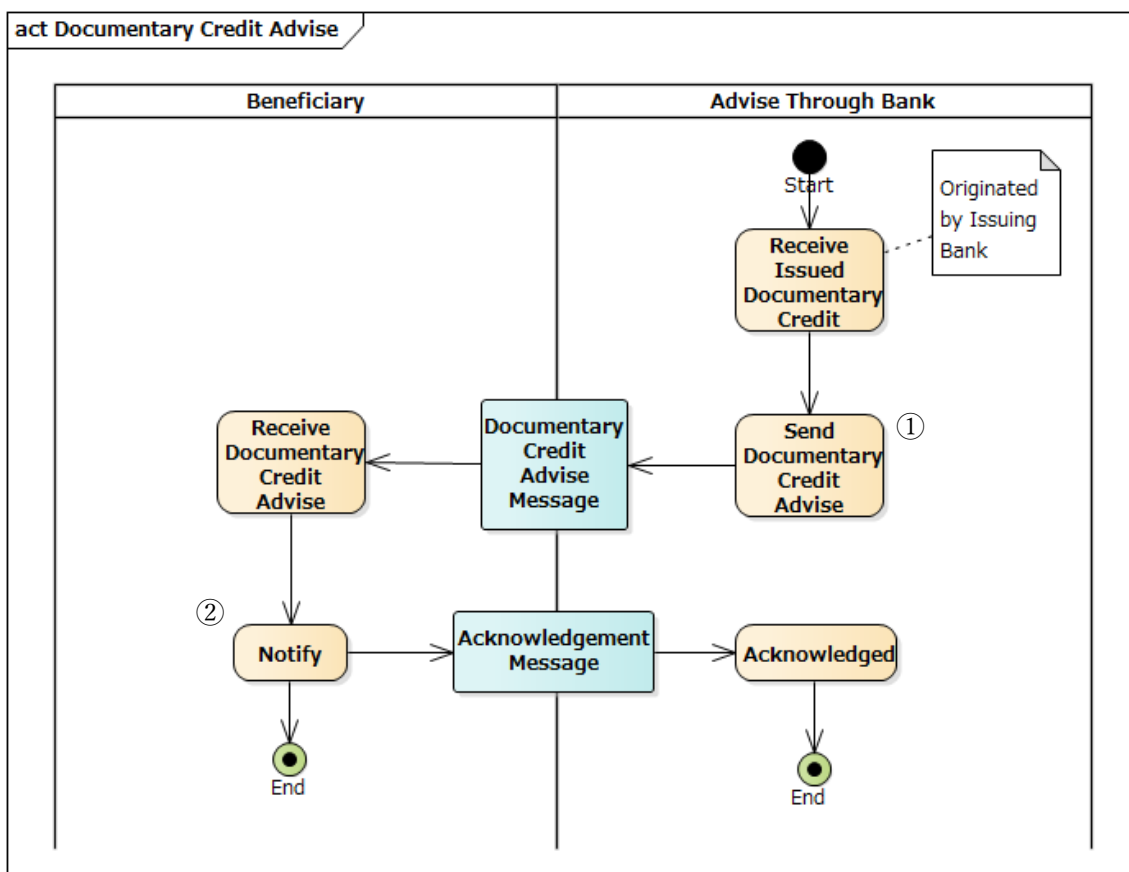 act Documentary Credit Advise
Beneficiary
Advise Through Bank
Start
Originated
by Issuing
Bank
Receive
Issued
Documentary
Credit
Receive
Documentary
Credit
Advise
Documentary
Credit
Advise
Message
Send
Documentary
Credit
Advise
①
②
Notify
Acknowledgement
Message
Acknowledged
End
End